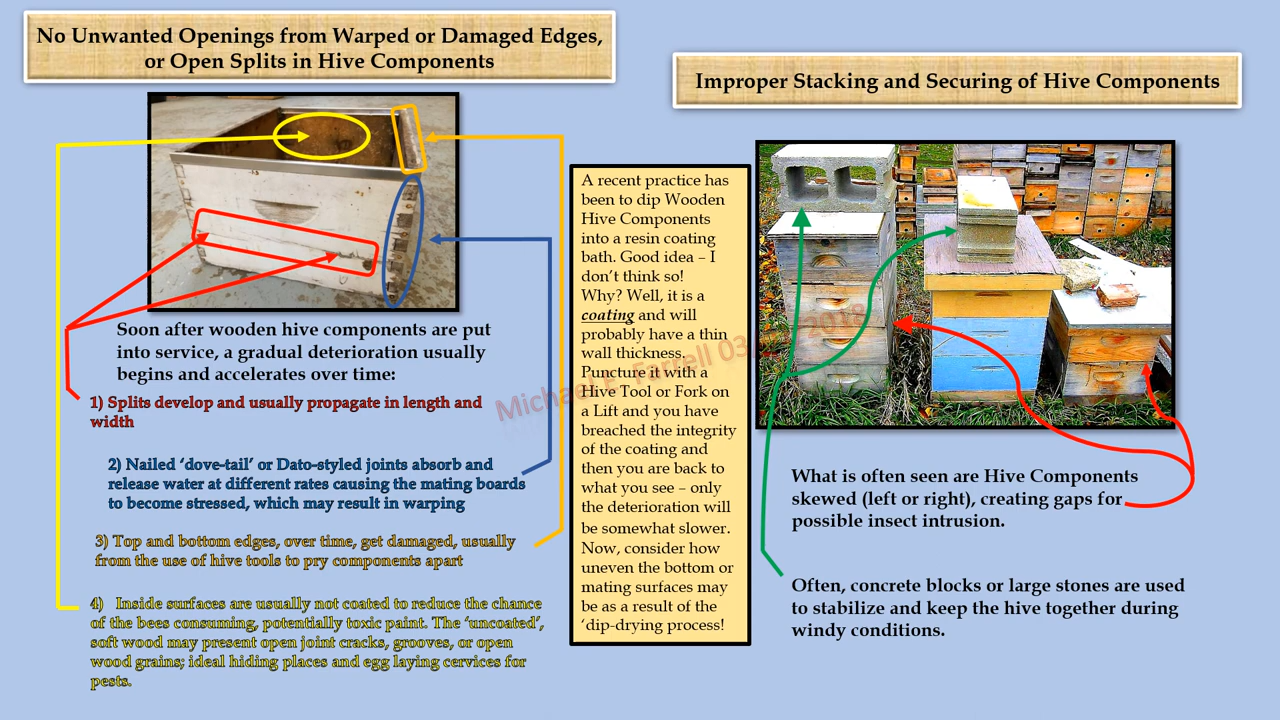 No Unwanted Openings from Warped or Damaged Edges,
or Open Splits in Hive Components
Improper Stacking and Securing of Hive Components
Soon after wooden hive components are put
into service, a gradual deterioration usually
begins and accelerates over time:
1) Splits develop and usually propagate in length and
width
2) Nailed ‘dove-tail’ or Dato-styled joints absorb and
release water at different rates causing the mating boards
to become stressed, which may result in warping
3) Top and bottom edges, over time, get damaged, usually
from the use of hive tools to pry components apart
4) Inside surfaces are usually not coated to reduce the chance
of the bees consuming, potentially toxic paint. The ‘uncoated’,
soft wood may present open joint cracks, grooves, or open
wood grains; ideal hiding places and egg laying cervices for
pests.
A recent practice has
been to dip Wooden
Hive Components
into a resin coating
bath. Good idea – I
don’t think so!
Why? Well, it is a
coating and will
probably have a thin
wall thickness.
Puncture it with a
Hive Tool or Fork on
a Lift and you have
breached the integrity
of the coating and
then you are back to
what you see – only
the deterioration will
be somewhat slower.
Now, consider how
uneven the bottom or
mating surfaces may
be as a result of the
‘dip-drying process!
What is often seen are Hive Components
skewed (left or right), creating gaps for
possible insect intrusion.
Often, concrete blocks or large stones are used
to stabilize and keep the hive together during
windy conditions.
Michael E. Farrell 03 2019